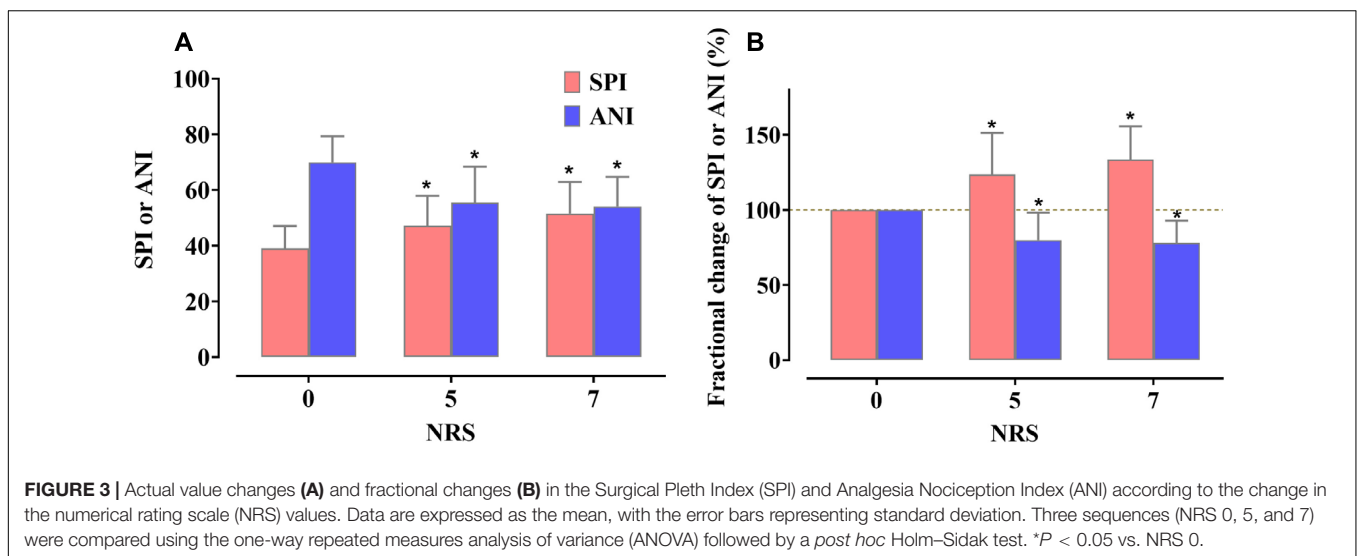 A
SPI or ANI
100
80
60
40
20
0
SPI
ANI
*
*
*
*
0 5 7
NRS
B
Fractional change of SPI or ANI (%)
150
100
50
0
*
*
*
*
0 5 7
NRS
FIGURE 3 | Actual value changes (A) and fractional changes (B) in the Surgical Pleth Index (SPI) and Analgesia Nociception Index (ANI) according to the change in
the numerical rating scale (NRS) values. Data are expressed as the mean, with the error bars representing standard deviation. Three sequences (NRS 0, 5, and 7)
were compared using the one-way repeated measures analysis of variance (ANOVA) followed by a post hoc Holm–Sidak test. *P < 0.05 vs. NRS 0.